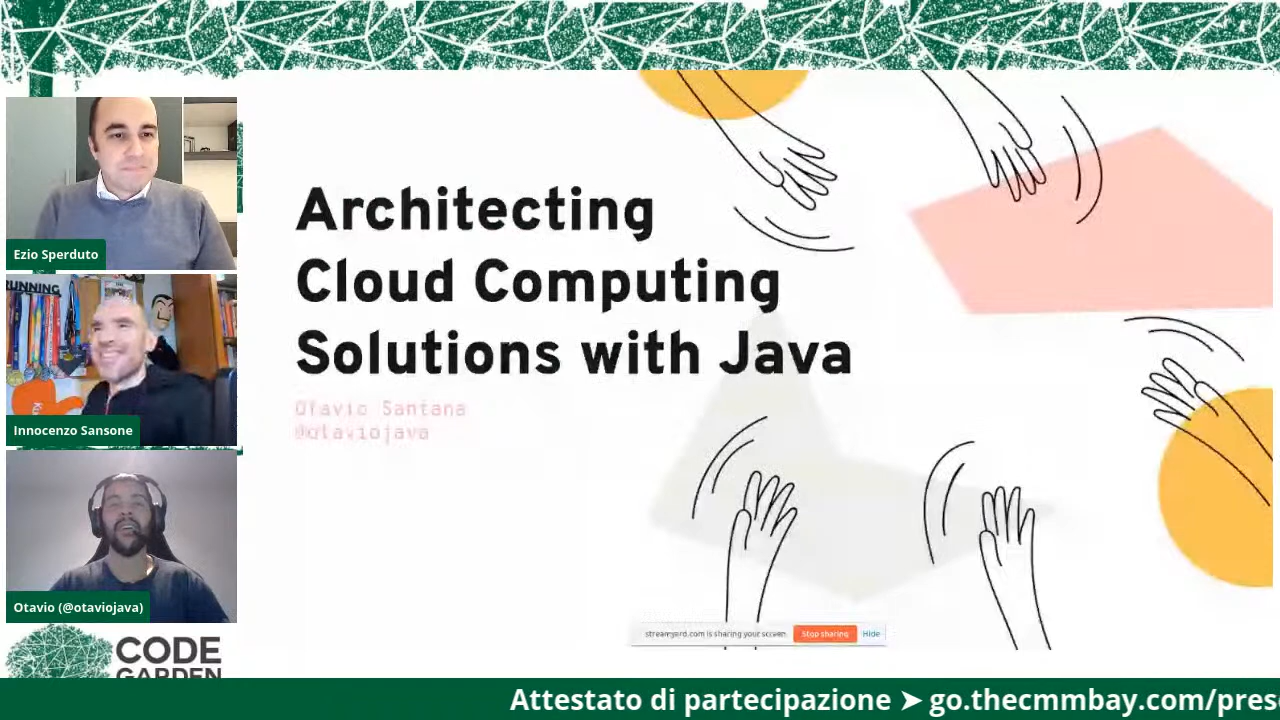 Ezio Sperduto
RUNNING
Innocenzo Sansone
Otavio (@otaviojava)
CODE
GARDEN
Architecting
Cloud Computing
Solutions with Java
Otavio Santana
@otaviojava
streamyard.com is sharing your screen.
Stop sharing
Hide
Attestato di partecipazione ➤ go.thecmmbay.com/pres